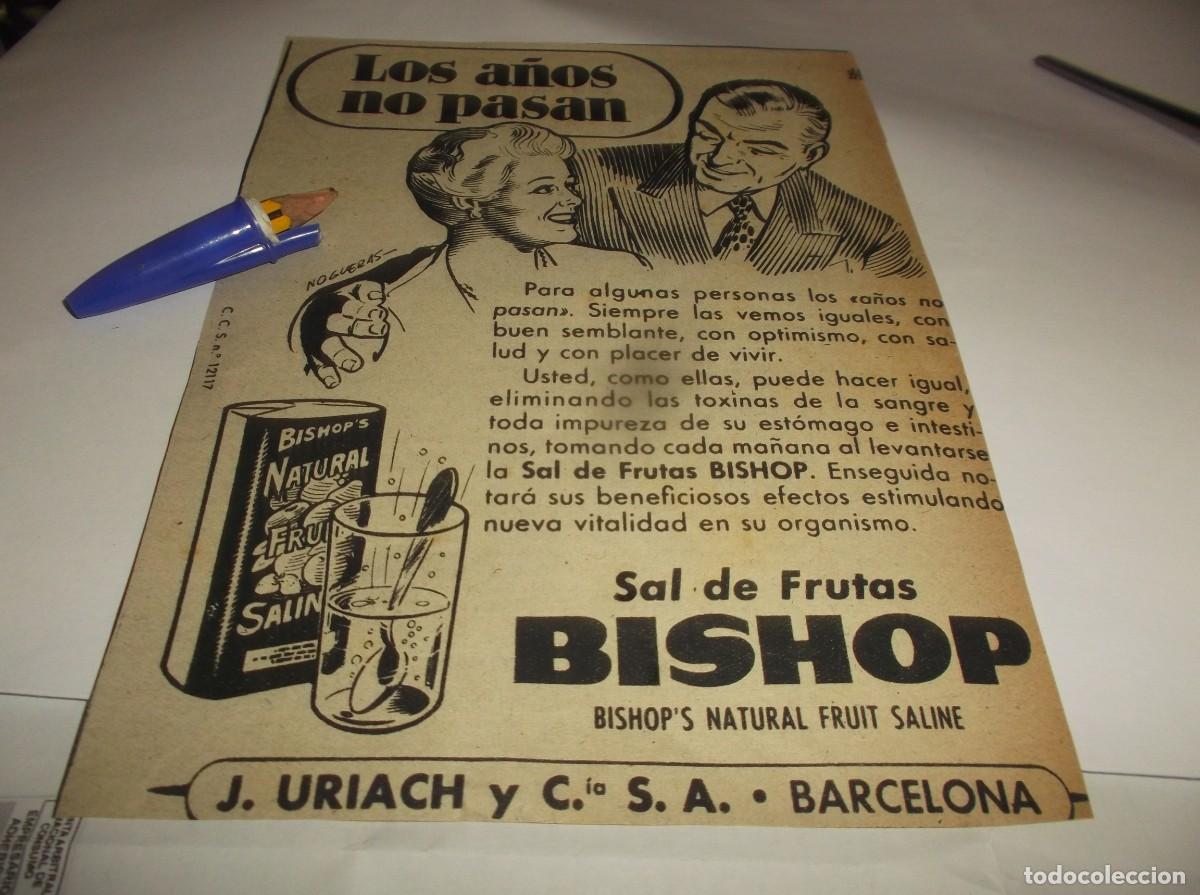 Los años
no pasan
NOGUERAS
C. C. S. n.° 12117
Para algunas personas los «años no
pasan». Siempre las vemos iguales, con
buen semblante, con optimismo, con sa-
lud y con placer de vivir.
Usted, como ellas, puede hacer igual,
eliminando las toxinas de la sangre y
toda impureza de su estómago e intesti-
nos, tomando cada mañana al levantarse
la Sal de Frutas BISHOP. Enseguida no-
tará sus beneficiosos efectos estimulando
nueva vitalidad en su organismo.
BISHOP'S
NATURAL
FRU
SALIN
Sal de Frutas
BISHOP
BISHOP'S NATURAL FRUIT SALINE
J. URIACH y C.ía S. A. • BARCELONA
CONSUMO
EMPRESARIO
todocoleccion